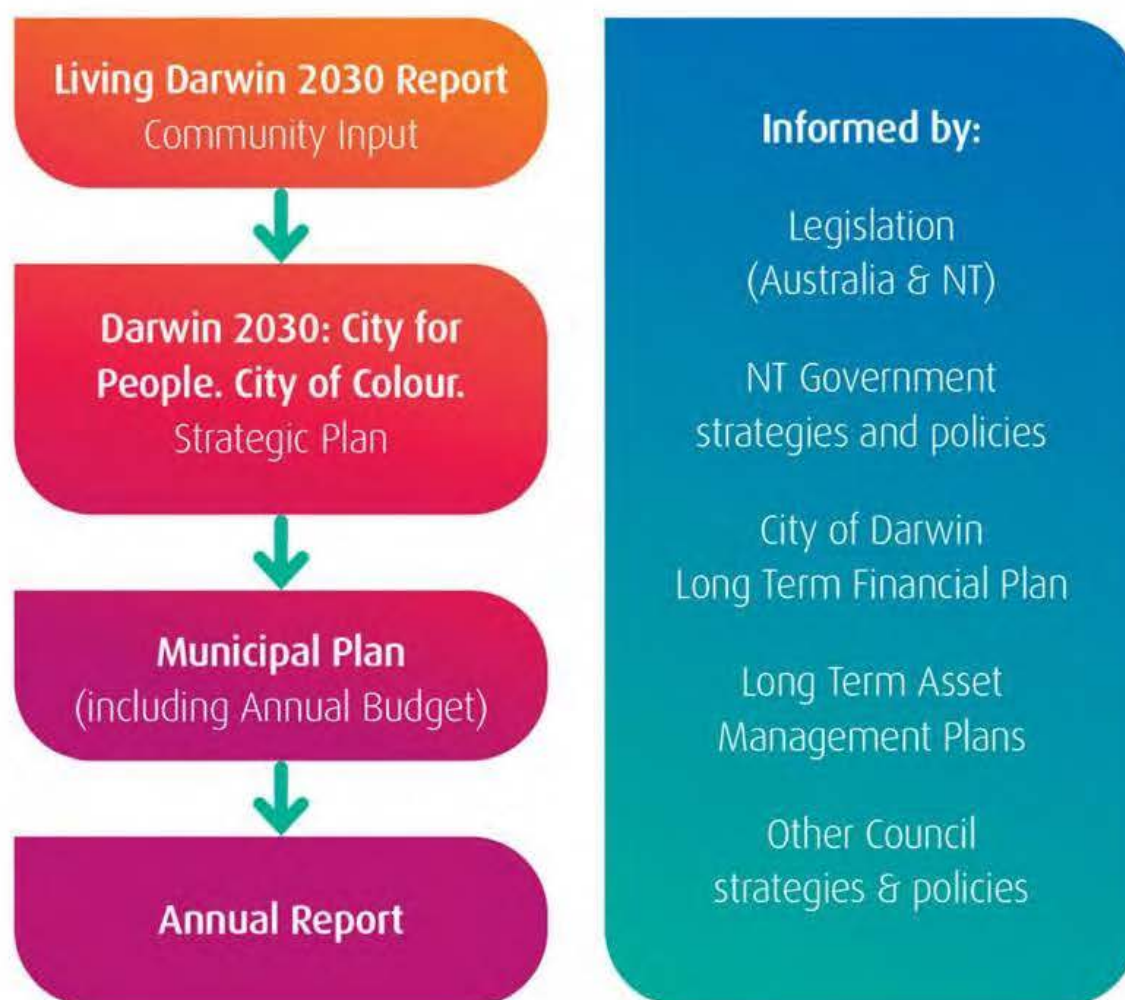 Living Darwin 2030 Report
Community Input
Darwin 2030: City for
People. City of Colour.
Strategic Plan
Municipal Plan
(including Annual Budget)
Annual Report
Informed by:
Legislation
(Australia & NT)
NT Government
strategies and policies
City of Darwin
Long Term Financial Plan
Long Term Asset
Management Plans
Other Council
strategies & policies